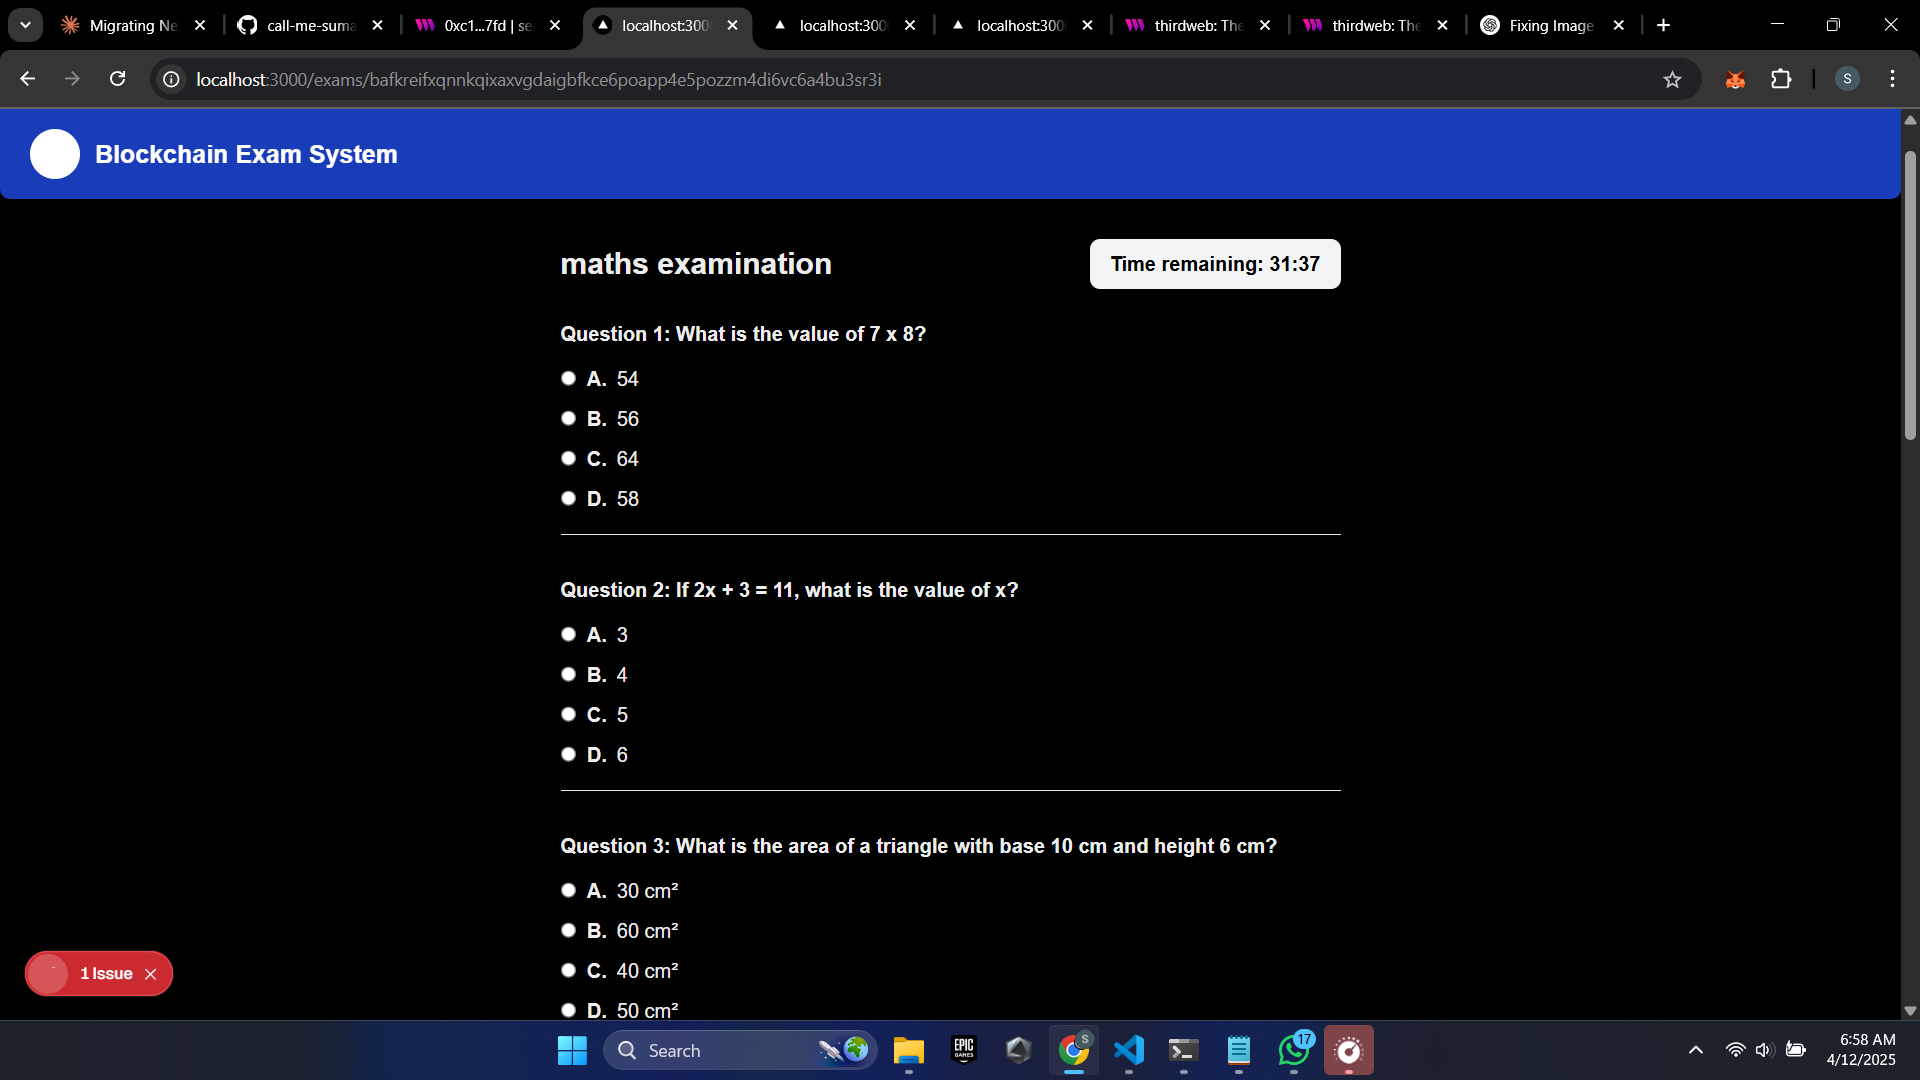 Migrating Ne
call-me-suma
0xc1...7fd | se
localhost:300
localhost:300
localhost:300
thirdweb: The
thirdweb: The
Fixing Image
localhost:3000/exams/bafkreifxqnnkqixaxvgdaigbfkce6poapp4e5pozzm4di6vc6a4bu3sr3i
S
Blockchain Exam System
maths examination
Time remaining: 31:37
Question 1: What is the value of 7 x 8?
A. 54
B. 56
C. 64
D. 58
Question 2: If 2x + 3 = 11, what is the value of x?
A. 3
B. 4
C. 5
D. 6
Question 3: What is the area of a triangle with base 10 cm and height 6 cm?
A. 30 cm²
B. 60 cm²
C. 40 cm²
D. 50 cm²
1 Issue
Search
EPIC
GAMES
S
17
6:58 AM
4/12/2025